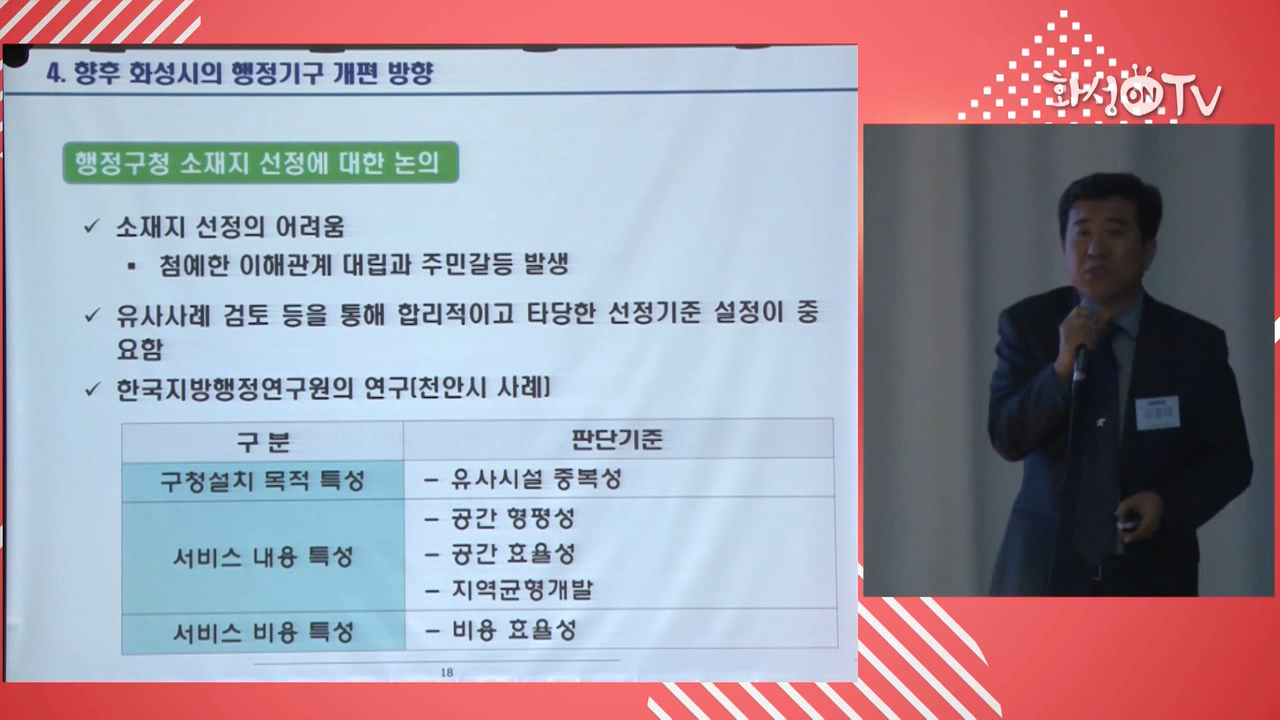 화성ONTV
4. 향후 화성시의 행정기구 개편 방향
행정구청 소재지 선정에 대한 논의
✓ 소재지 선정의 어려움
▪ 첨예한 이해관계 대립과 주민갈등 발생
✓ 유사사례 검토 등을 통해 합리적이고 타당한 선정기준 설정이 중
요함
✓ 한국지방행정연구원의 연구(천안시 사례)
구 분 판단기준
구청설치 목적 특성 – 유사시설 중복성
서비스 내용 특성 – 공간 형평성
– 공간 효율성
– 지역균형개발
서비스 비용 특성 – 비용 효율성
18